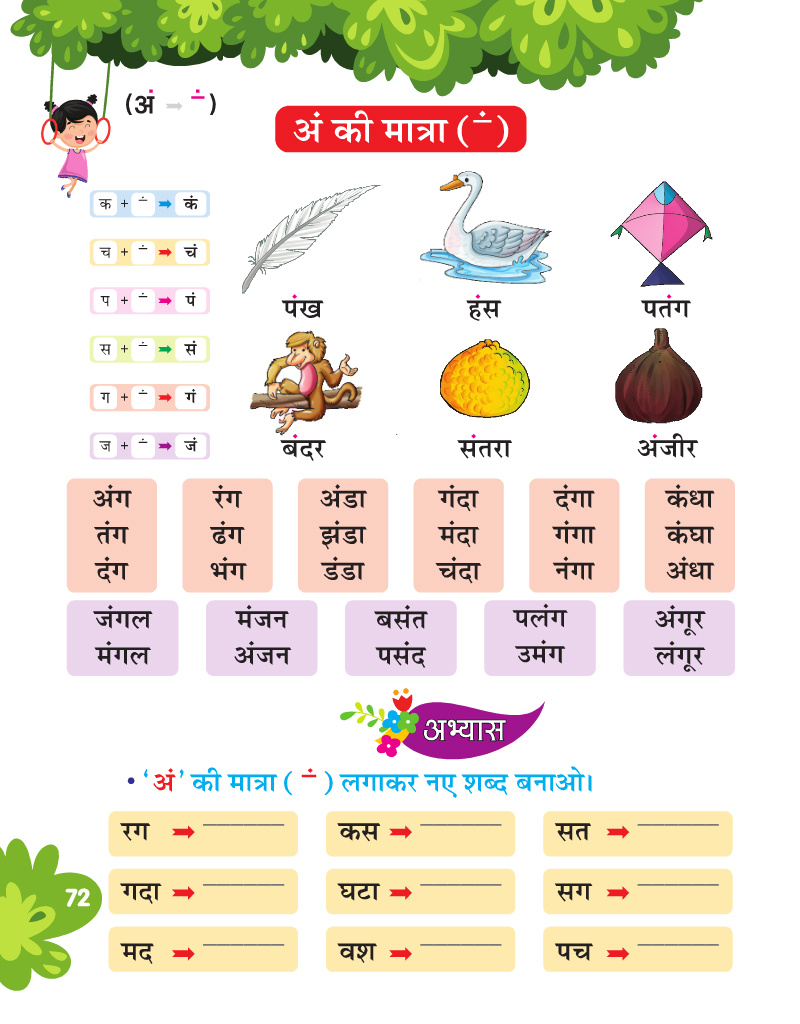 (अं ➡ ं)
अं की मात्रा ( ं )
क + ं ➡ कं
च + ं ➡ चं
प + ं ➡ पं
स + ं ➡ सं
ग + ं ➡ गं
ज + ं ➡ जं
पंख हंस पतंग
बंदर संतरा अंजीर
अंग रंग अंडा गंदा दंगा कंधा
तंग ढंग झंडा मंदा गंगा कंघा
दंग भंग डंडा चंदा नंगा अंधा
जंगल मंजन बसंत पलंग अंगूर
मंगल अंजन पसंद उमंग लंगूर
अभ्यास
• ‘अं’ की मात्रा ( ं ) लगाकर नए शब्द बनाओ।
रग ➡ ______ कस ➡ ______ सत ➡ ______
गदा ➡ ______ घटा ➡ ______ सग ➡ ______
मद ➡ ______ वश ➡ ______ पच ➡ ______
72